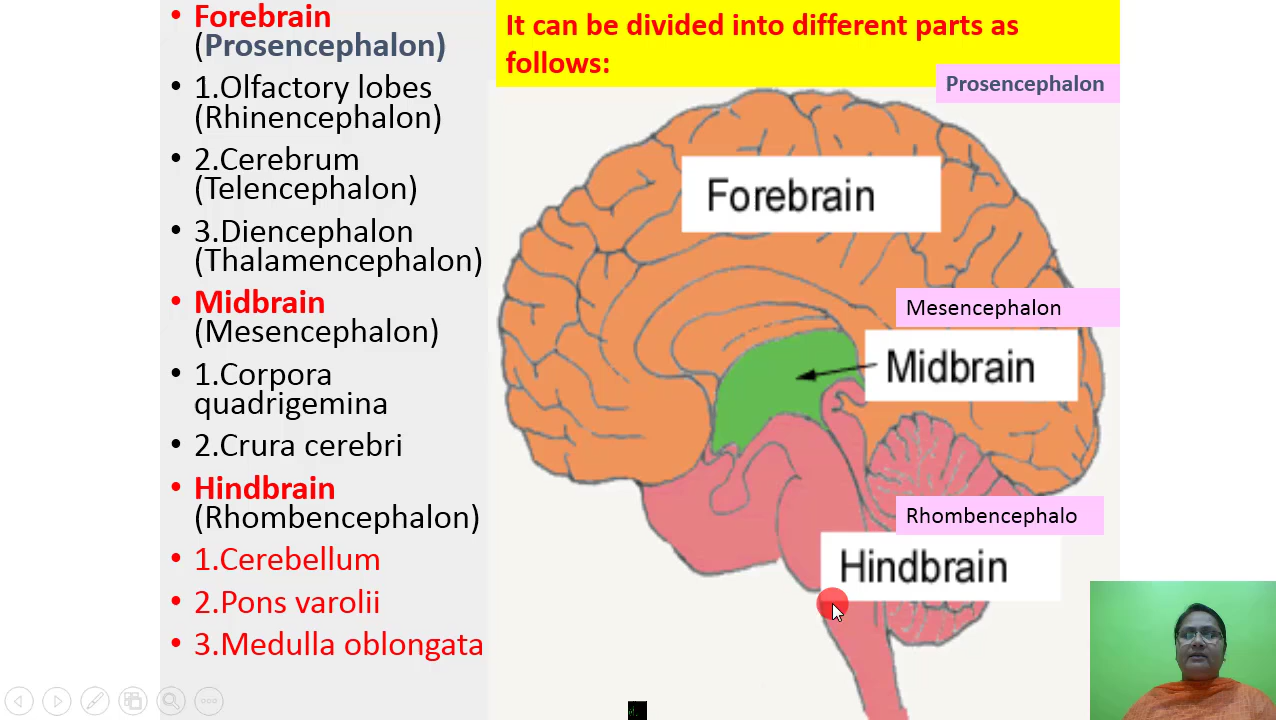 Forebrain
(Prosencephalon)
1.Olfactory lobes
(Rhinencephalon)
2.Cerebrum
(Telencephalon)
3.Diencephalon
(Thalamencephalon)
Midbrain
(Mesencephalon)
1.Corpora
quadrigemina
2.Crura cerebri
Hindbrain
(Rhombencephalon)
1.Cerebellum
2.Pons varolii
3.Medulla oblongata
It can be divided into different parts as
follows:
Prosencephalon
Forebrain
Mesencephalon
Midbrain
Rhombencephalo
Hindbrain